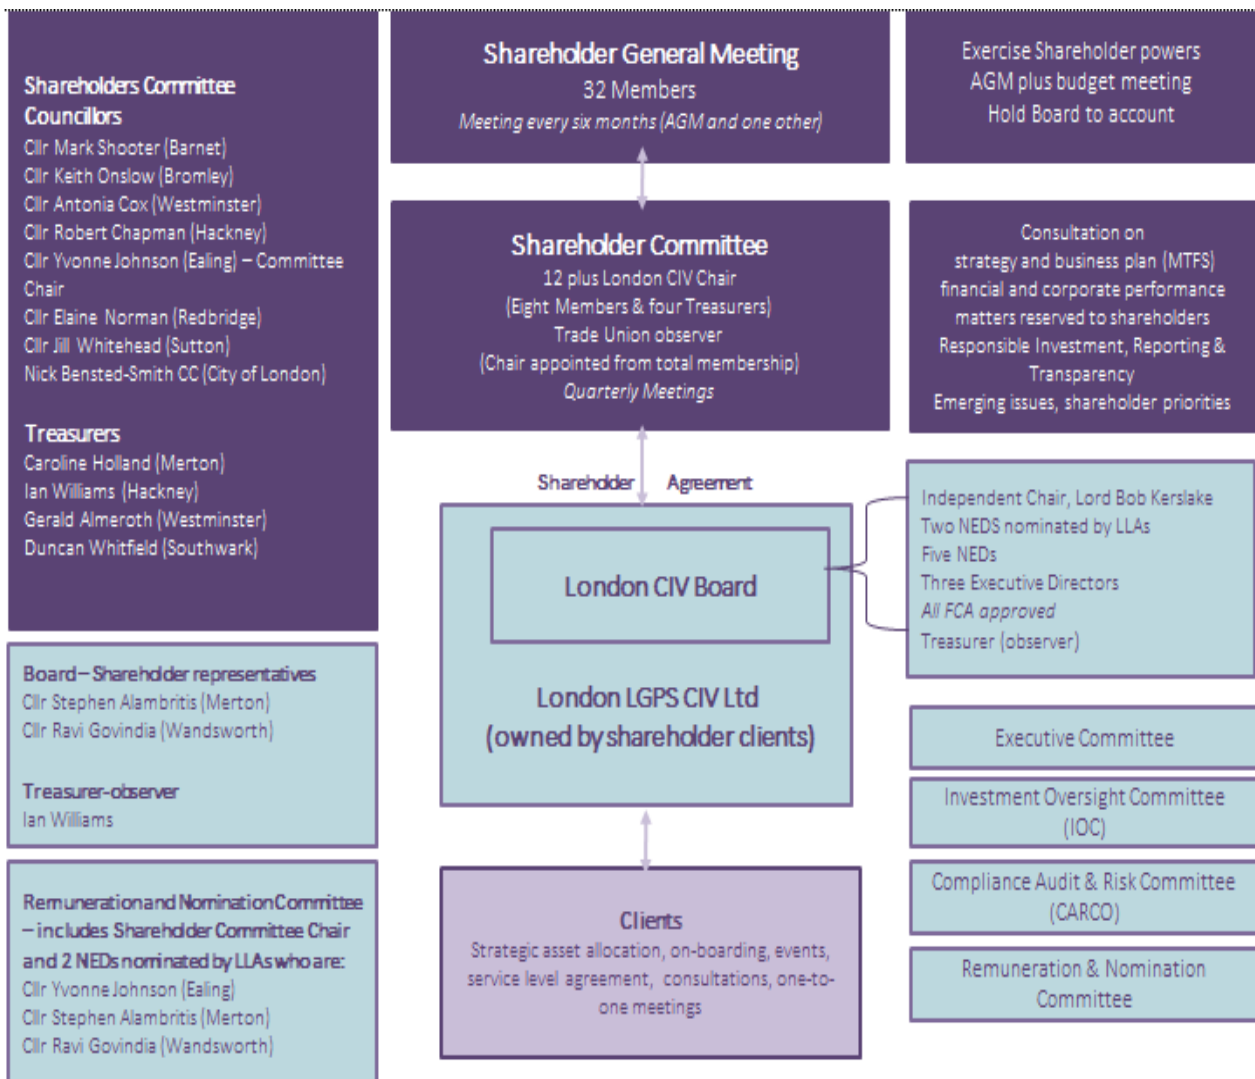 Shareholders Committee
Councillors
Cllr Mark Shooter (Barnet)
Cllr Keith Onslow (Bromley)
Cllr Antonia Cox (Westminster)
Cllr Robert Chapman (Hackney)
Cllr Yvonne Johnson (Ealing) – Committee
Chair
Cllr Elaine Norman (Redbridge)
Cllr Jill Whitehead (Sutton)
Nick Bensted-Smith CC (City of London)
Treasurers
Caroline Holland (Merton)
Ian Williams (Hackney)
Gerald Almeroth (Westminster)
Duncan Whitfield (Southwark)
Board – Shareholder representatives
Cllr Stephen Alambritis (Merton)
Cllr Ravi Govindia (Wandsworth)
Treasurer-observer
Ian Williams
Remuneration and Nomination Committee
– includes Shareholder Committee Chair
and 2 NEDs nominated by LLAs who are:
Cllr Yvonne Johnson (Ealing)
Cllr Stephen Alambritis (Merton)
Cllr Ravi Govindia (Wandsworth)
Shareholder General Meeting
32 Members
Meeting every six months (AGM and one other)
Shareholder Committee
12 plus London CIV Chair
(Eight Members & four Treasurers)
Trade Union observer
(Chair appointed from total membership)
Quarterly Meetings
Shareholder Agreement
London CIV Board
London LGPS CIV Ltd
(owned by shareholder clients)
Clients
Strategic asset allocation, on-boarding, events,
service level agreement, consultations, one-to-
one meetings
Exercise Shareholder powers
AGM plus budget meeting
Hold Board to account
Consultation on
strategy and business plan (MTFS)
financial and corporate performance
matters reserved to shareholders
Responsible Investment, Reporting &
Transparency
Emerging issues, shareholder priorities
Independent Chair, Lord Bob Kerslake
Two NEDS nominated by LLAs
Five NEDs
Three Executive Directors
All FCA approved
Treasurer (observer)
Executive Committee
Investment Oversight Committee
(IOC)
Compliance Audit & Risk Committee
(CARCO)
Remuneration & Nomination
Committee